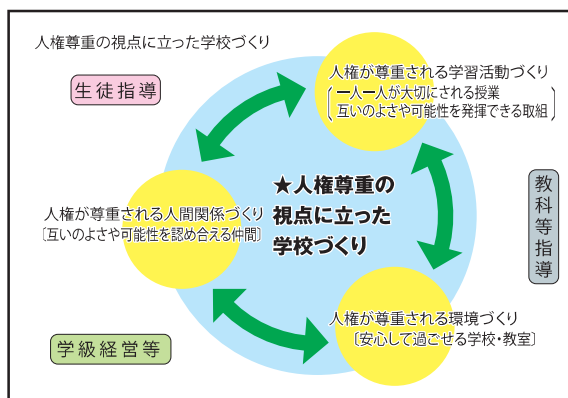 人権尊重の視点に立った学校づくり
生徒指導
人権が尊重される学習活動づくり
一人一人が大切にされる授業
互いのよさや可能性を発揮できる取組
★人権尊重の
視点に立った
学校づくり
教科等指導
人権が尊重される人間関係づくり
〔互いのよさや可能性を認め合える仲間〕
人権が尊重される環境づくり
〔安心して過ごせる学校・教室〕
学級経営等